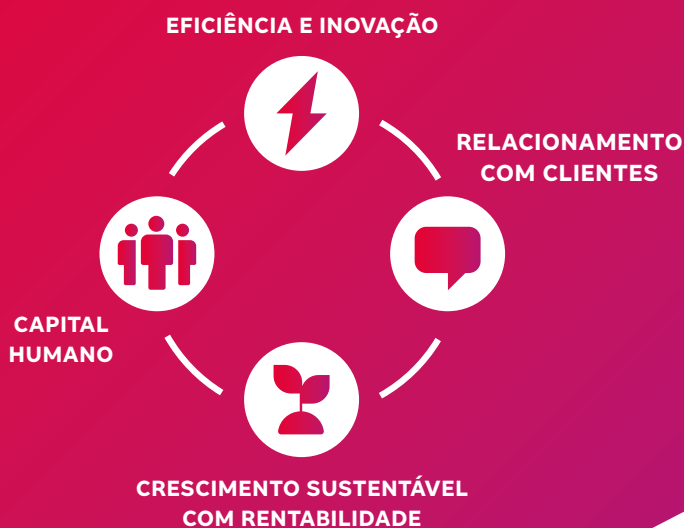 EFICIÊNCIA E INOVAÇÃO
RELACIONAMENTO
COM CLIENTES
CAPITAL
HUMANO
CRESCIMENTO SUSTENTÁVEL
COM RENTABILIDADE